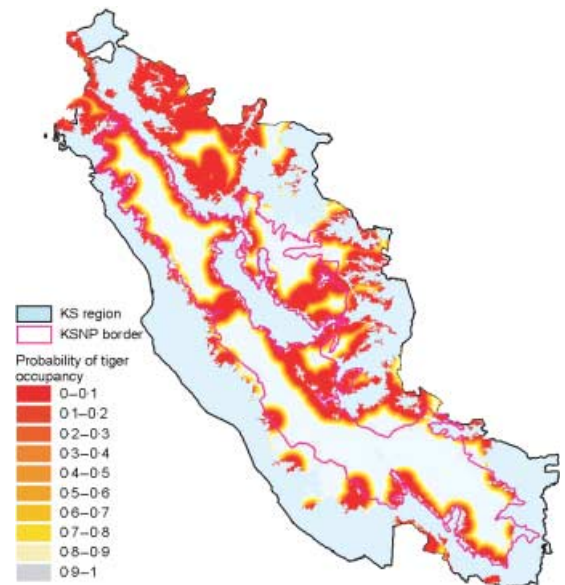 KS region
KSNP border
Probability of tiger
occupancy
0–0·1
0·1–0·2
0·2–0·3
0·3–0·4
0·4–0·5
0·5–0·6
0·6–0·7
0·7–0·8
0·8–0·9
0·9–1